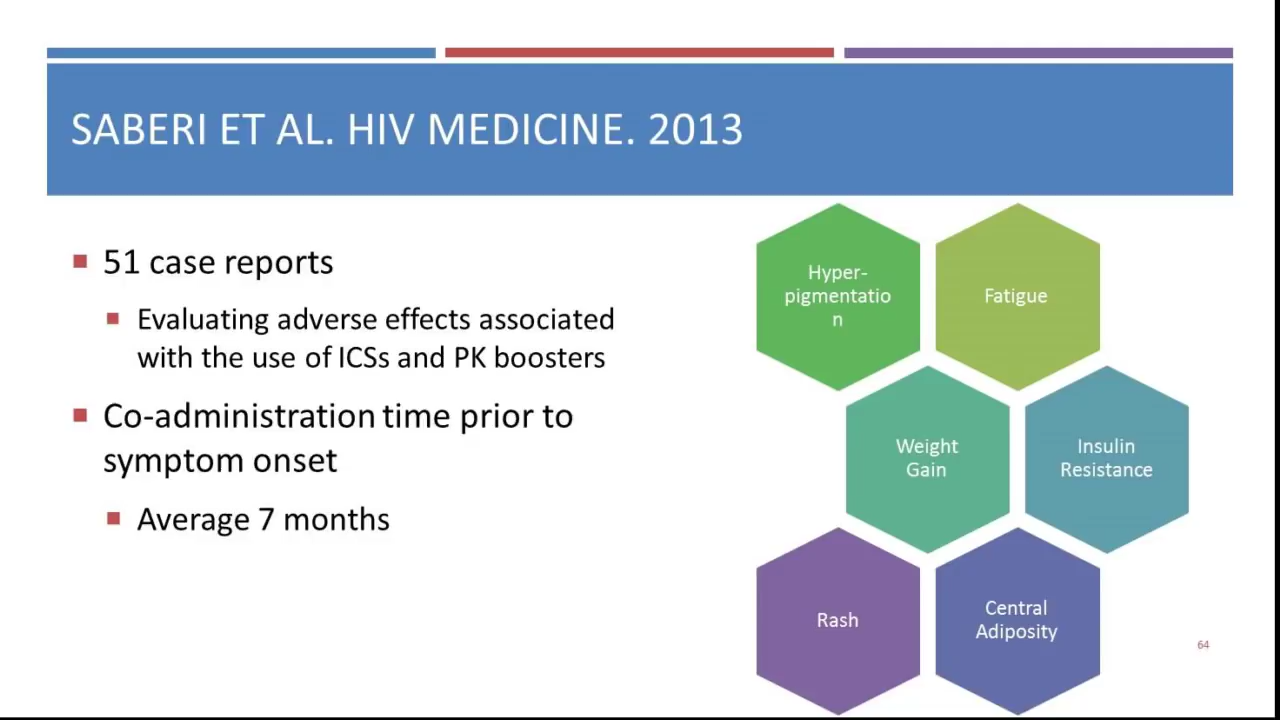 SABERI ET AL. HIV MEDICINE. 2013
51 case reports
Evaluating adverse effects associated
with the use of ICSs and PK boosters
Co-administration time prior to
symptom onset
Average 7 months
Hyper-
pigmentatio
n
Fatigue
Weight
Gain
Insulin
Resistance
Rash
Central
Adiposity
64